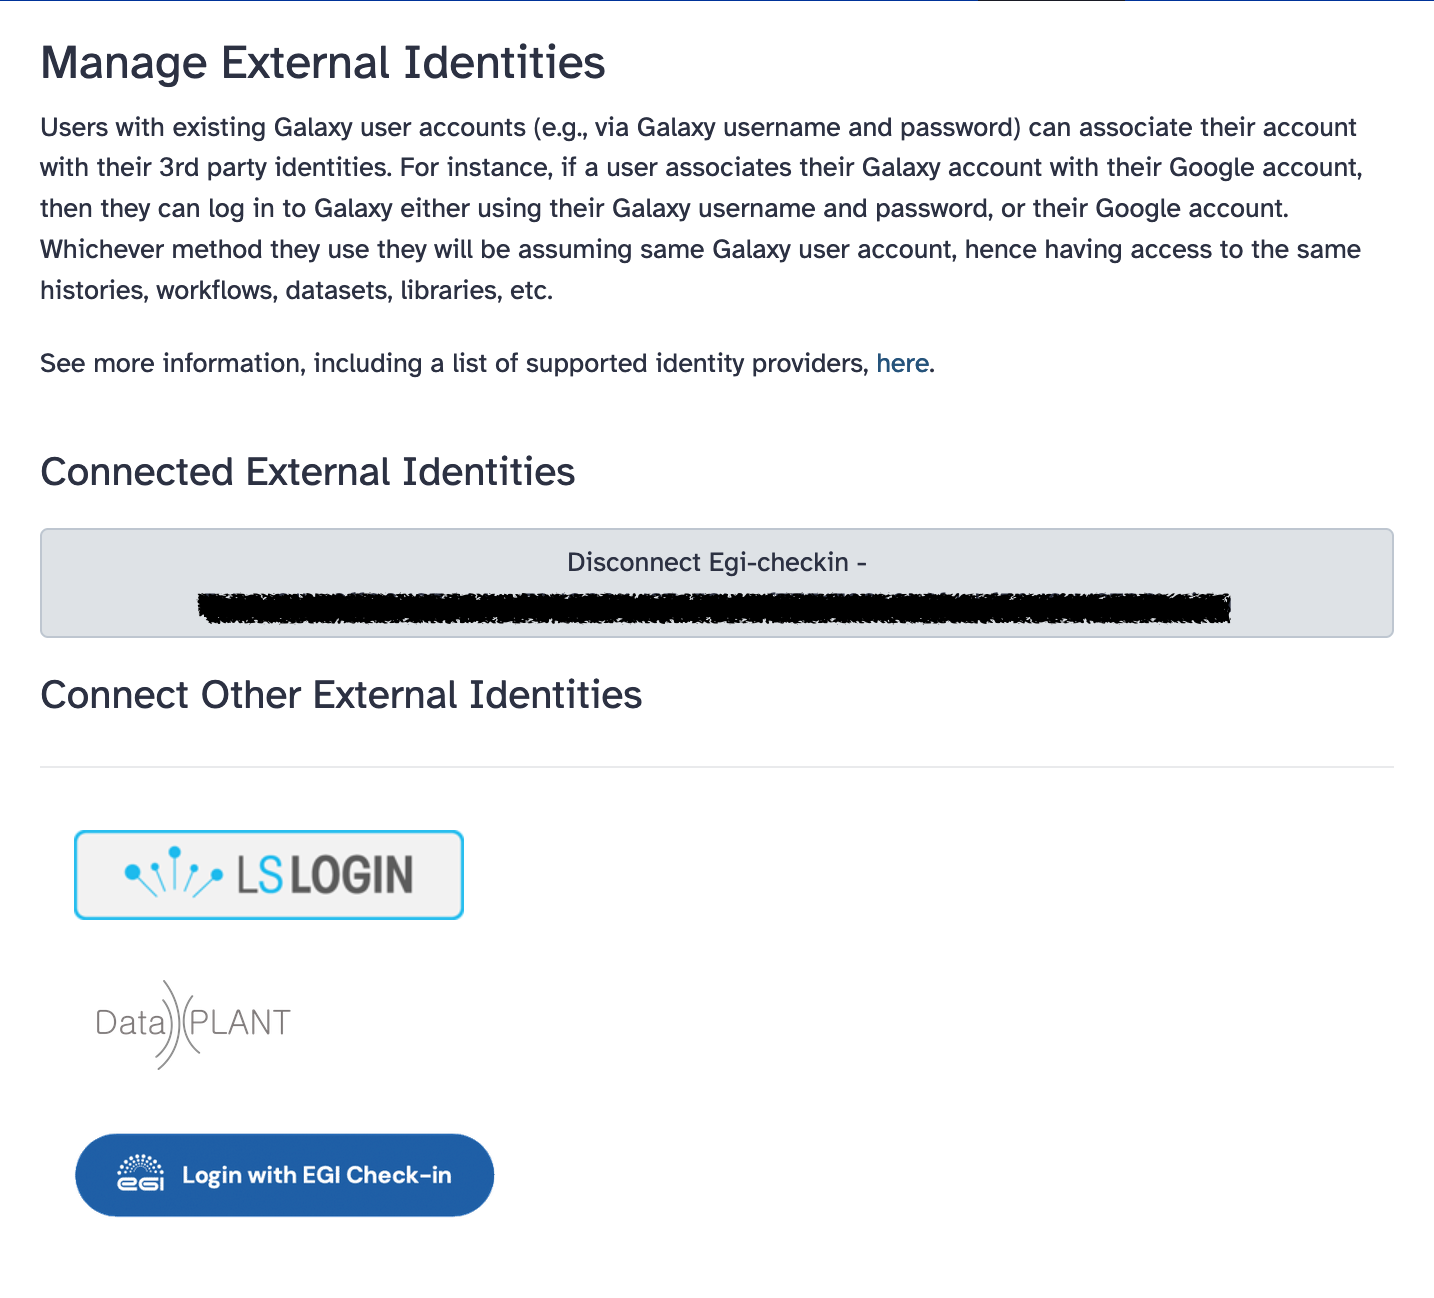 Manage External Identities
Users with existing Galaxy user accounts (e.g., via Galaxy username and password) can associate their account
with their 3rd party identities. For instance, if a user associates their Galaxy account with their Google account,
then they can log in to Galaxy either using their Galaxy username and password, or their Google account.
Whichever method they use they will be assuming same Galaxy user account, hence having access to the same
histories, workflows, datasets, libraries, etc.
See more information, including a list of supported identity providers, here.
Connected External Identities
Disconnect Egi-checkin -
Connect Other External Identities
LS LOGIN
Data PLANT
eGI Login with EGI Check-in